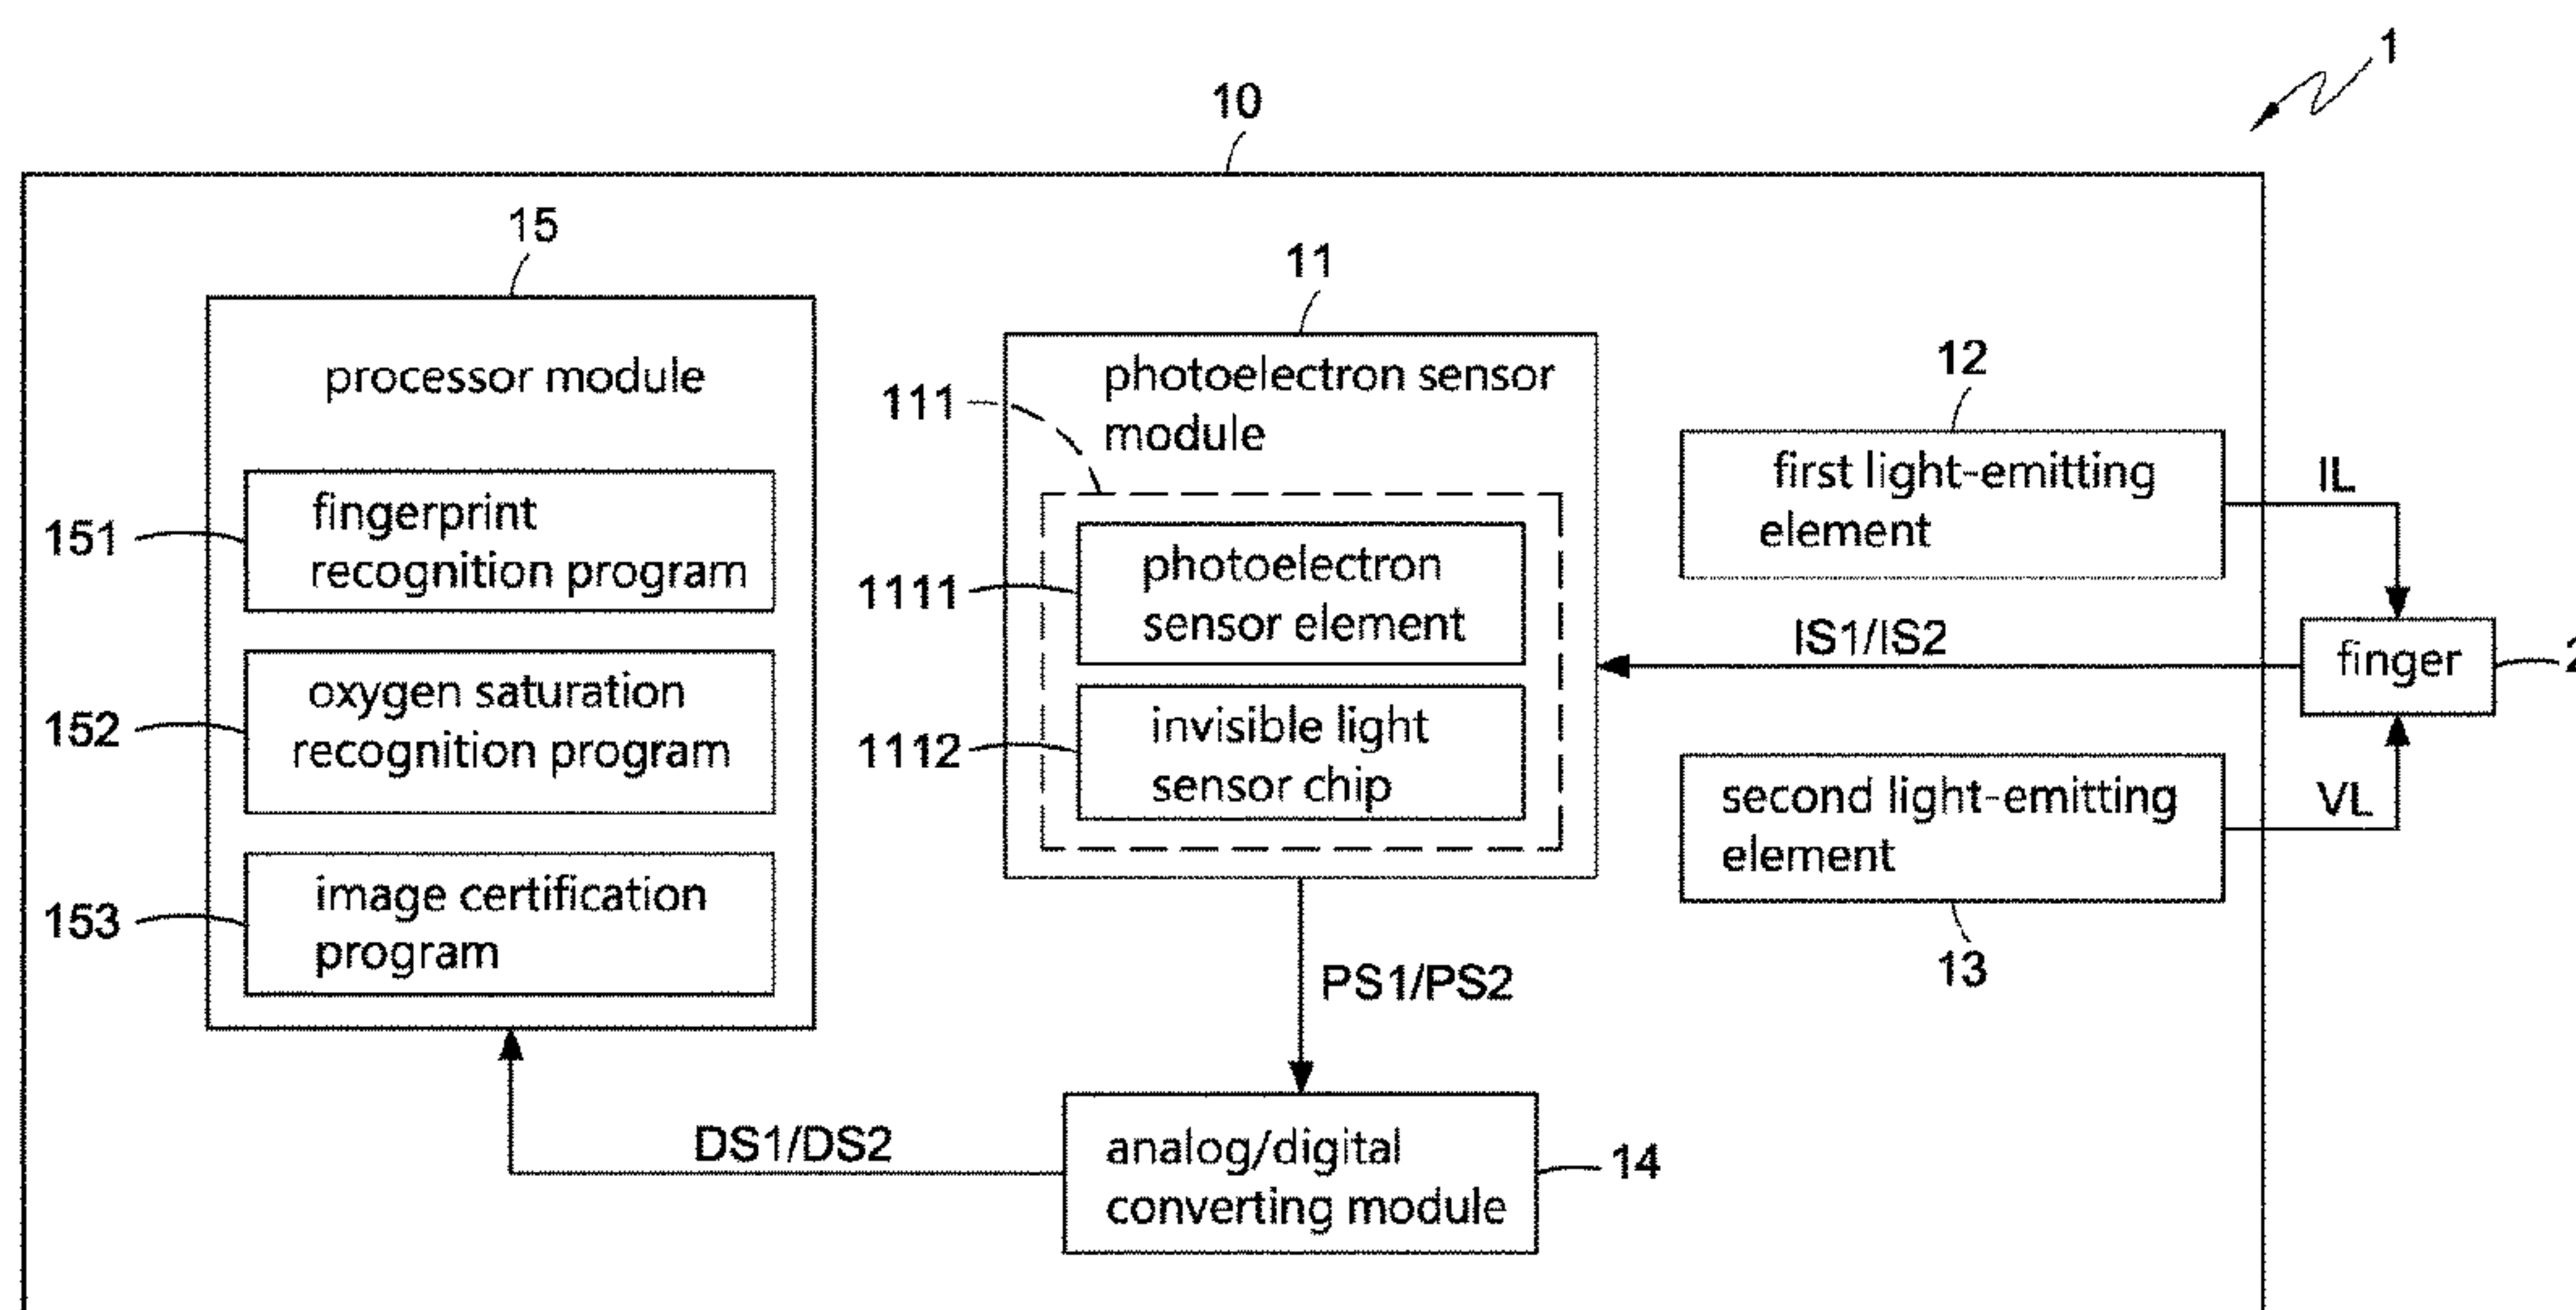 1
10
15
processor module
151
fingerprint
recognition program
152
oxygen saturation
recognition program
153
image certification
program
11
photoelectron sensor
module
111
1111
photoelectron
sensor element
1112
invisible light
sensor chip
12
first light-emitting
element
IL
IS1/IS2
finger
second light-emitting
element
VL
13
PS1/PS2
DS1/DS2
analog/digital
converting module
14